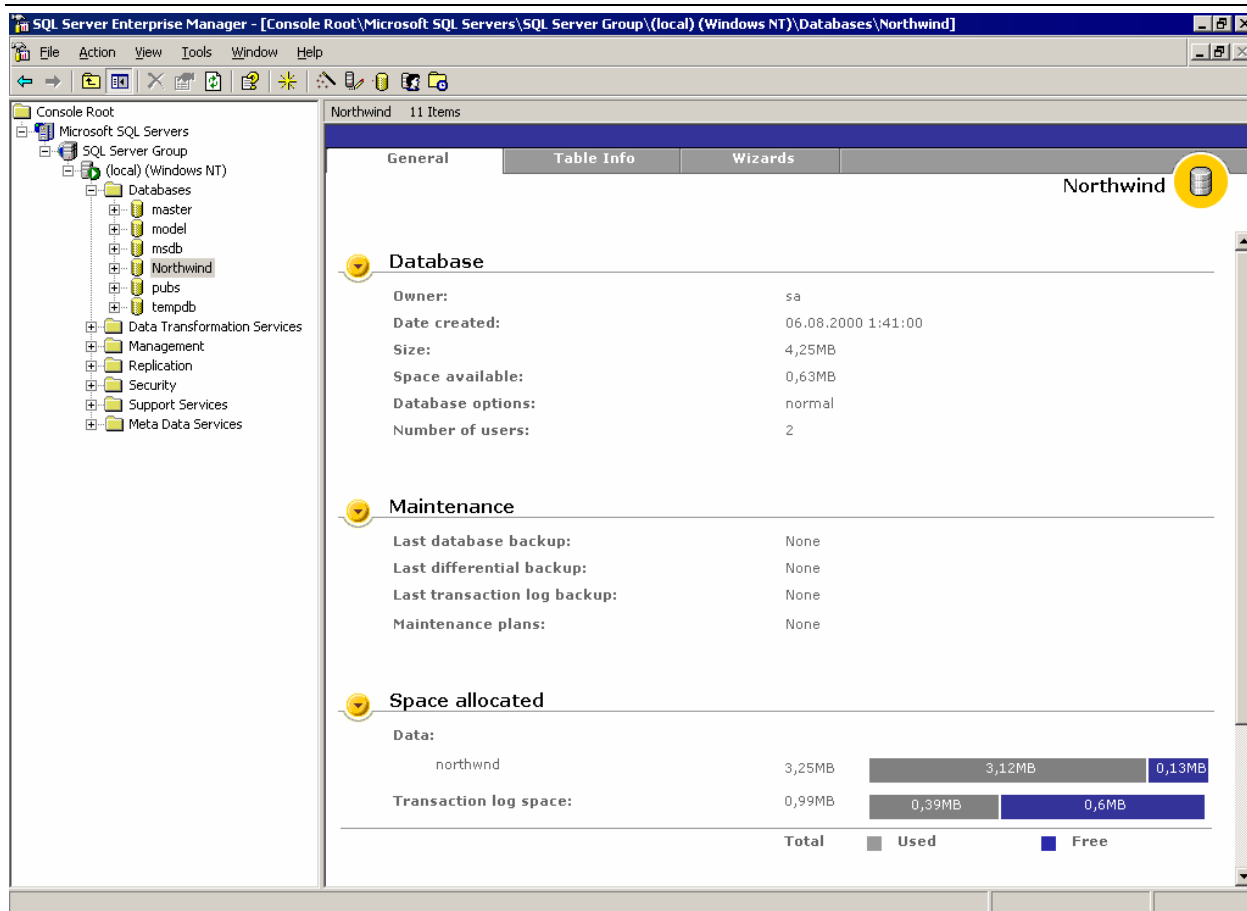 SQL Server Enterprise Manager - [Console Root\Microsoft SQL Servers\SQL Server Group\(local) (Windows NT)\Databases\Northwind]
File Action View Tools Window Help
Console Root
Microsoft SQL Servers
SQL Server Group
(local) (Windows NT)
Databases
master
model
msdb
Northwind
pubs
tempdb
Data Transformation Services
Management
Replication
Security
Support Services
Meta Data Services
Northwind 11 Items
General Table Info Wizards
Northwind
Database
Owner: sa
Date created: 06.08.2000 1:41:00
Size: 4,25MB
Space available: 0,63MB
Database options: normal
Number of users: 2
Maintenance
Last database backup: None
Last differential backup: None
Last transaction log backup: None
Maintenance plans: None
Space allocated
Data:
northwnd 3,25MB 3,12MB 0,13MB
Transaction log space: 0,99MB 0,39MB 0,6MB
Total Used Free